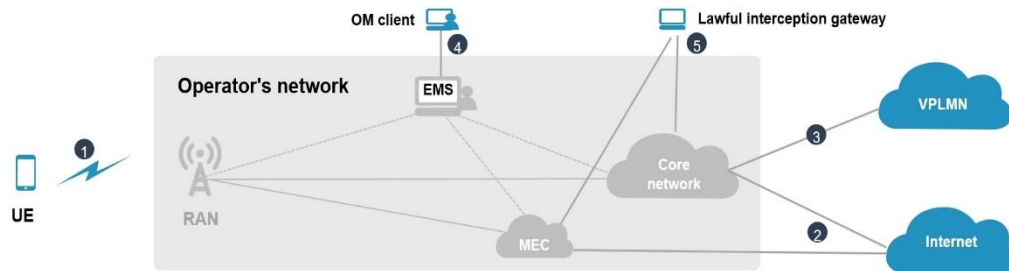 OM client
Lawful interception gateway
4
5
Operator's network
EMS
VPLMN
1
3
Core
network
UE
RAN
MEC
2
Internet